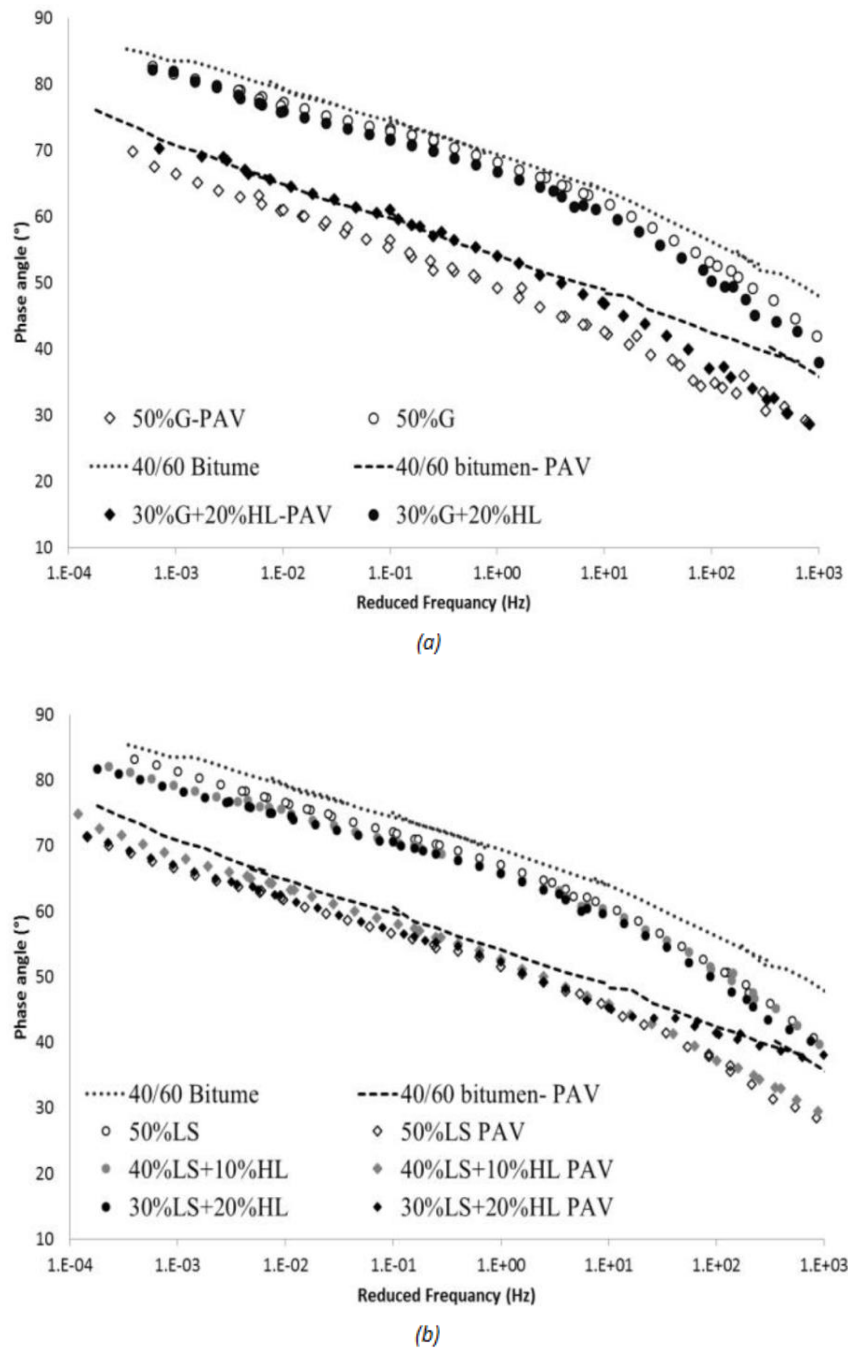 90
80
70
60
50
40
30
20
10
Phase angle (°)
50%G-PAV
50%G
40/60 Bitume
40/60 bitumen- PAV
30%G+20%HL-PAV
30%G+20%HL
1.E-04
1.E-03
1.E-02
1.E-01
1.E+00
1.E+01
1.E+02
1.E+03
Reduced Frequancy (Hz)
(a)
90
80
70
60
50
40
30
20
10
Phase angle (°)
40/60 Bitume
40/60 bitumen- PAV
50%LS
50%LS PAV
40%LS+10%HL
40%LS+10%HL PAV
30%LS+20%HL
30%LS+20%HL PAV
1.E-04
1.E-03
1.E-02
1.E-01
1.E+00
1.E+01
1.E+02
1.E+03
Reduced Frequancy (Hz)
(b)